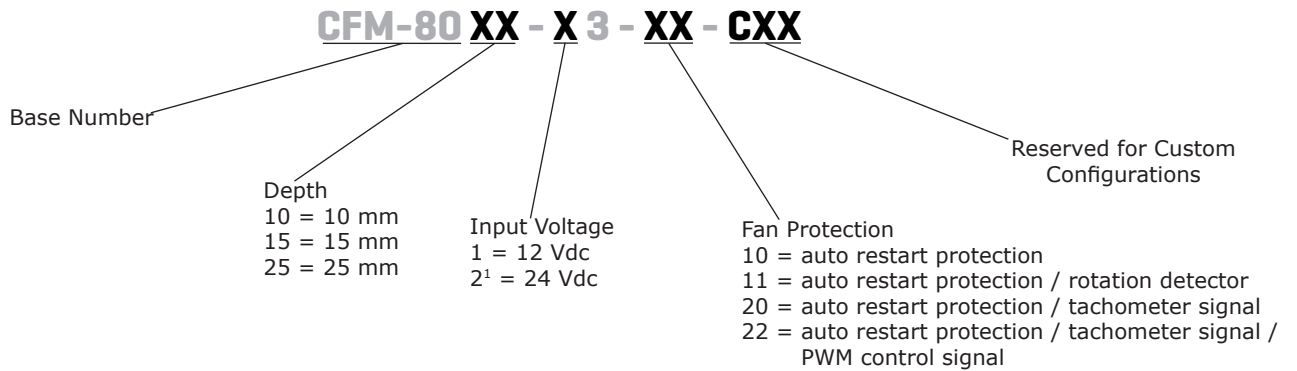 CFM-80 XX - X 3 - XX - CXX
Base Number
Depth
10 = 10 mm
15 = 15 mm
25 = 25 mm
Input Voltage
1 = 12 Vdc
2¹ = 24 Vdc
Fan Protection
10 = auto restart protection
11 = auto restart protection / rotation detector
20 = auto restart protection / tachometer signal
22 = auto restart protection / tachometer signal /
PWM control signal
Reserved for Custom
Configurations